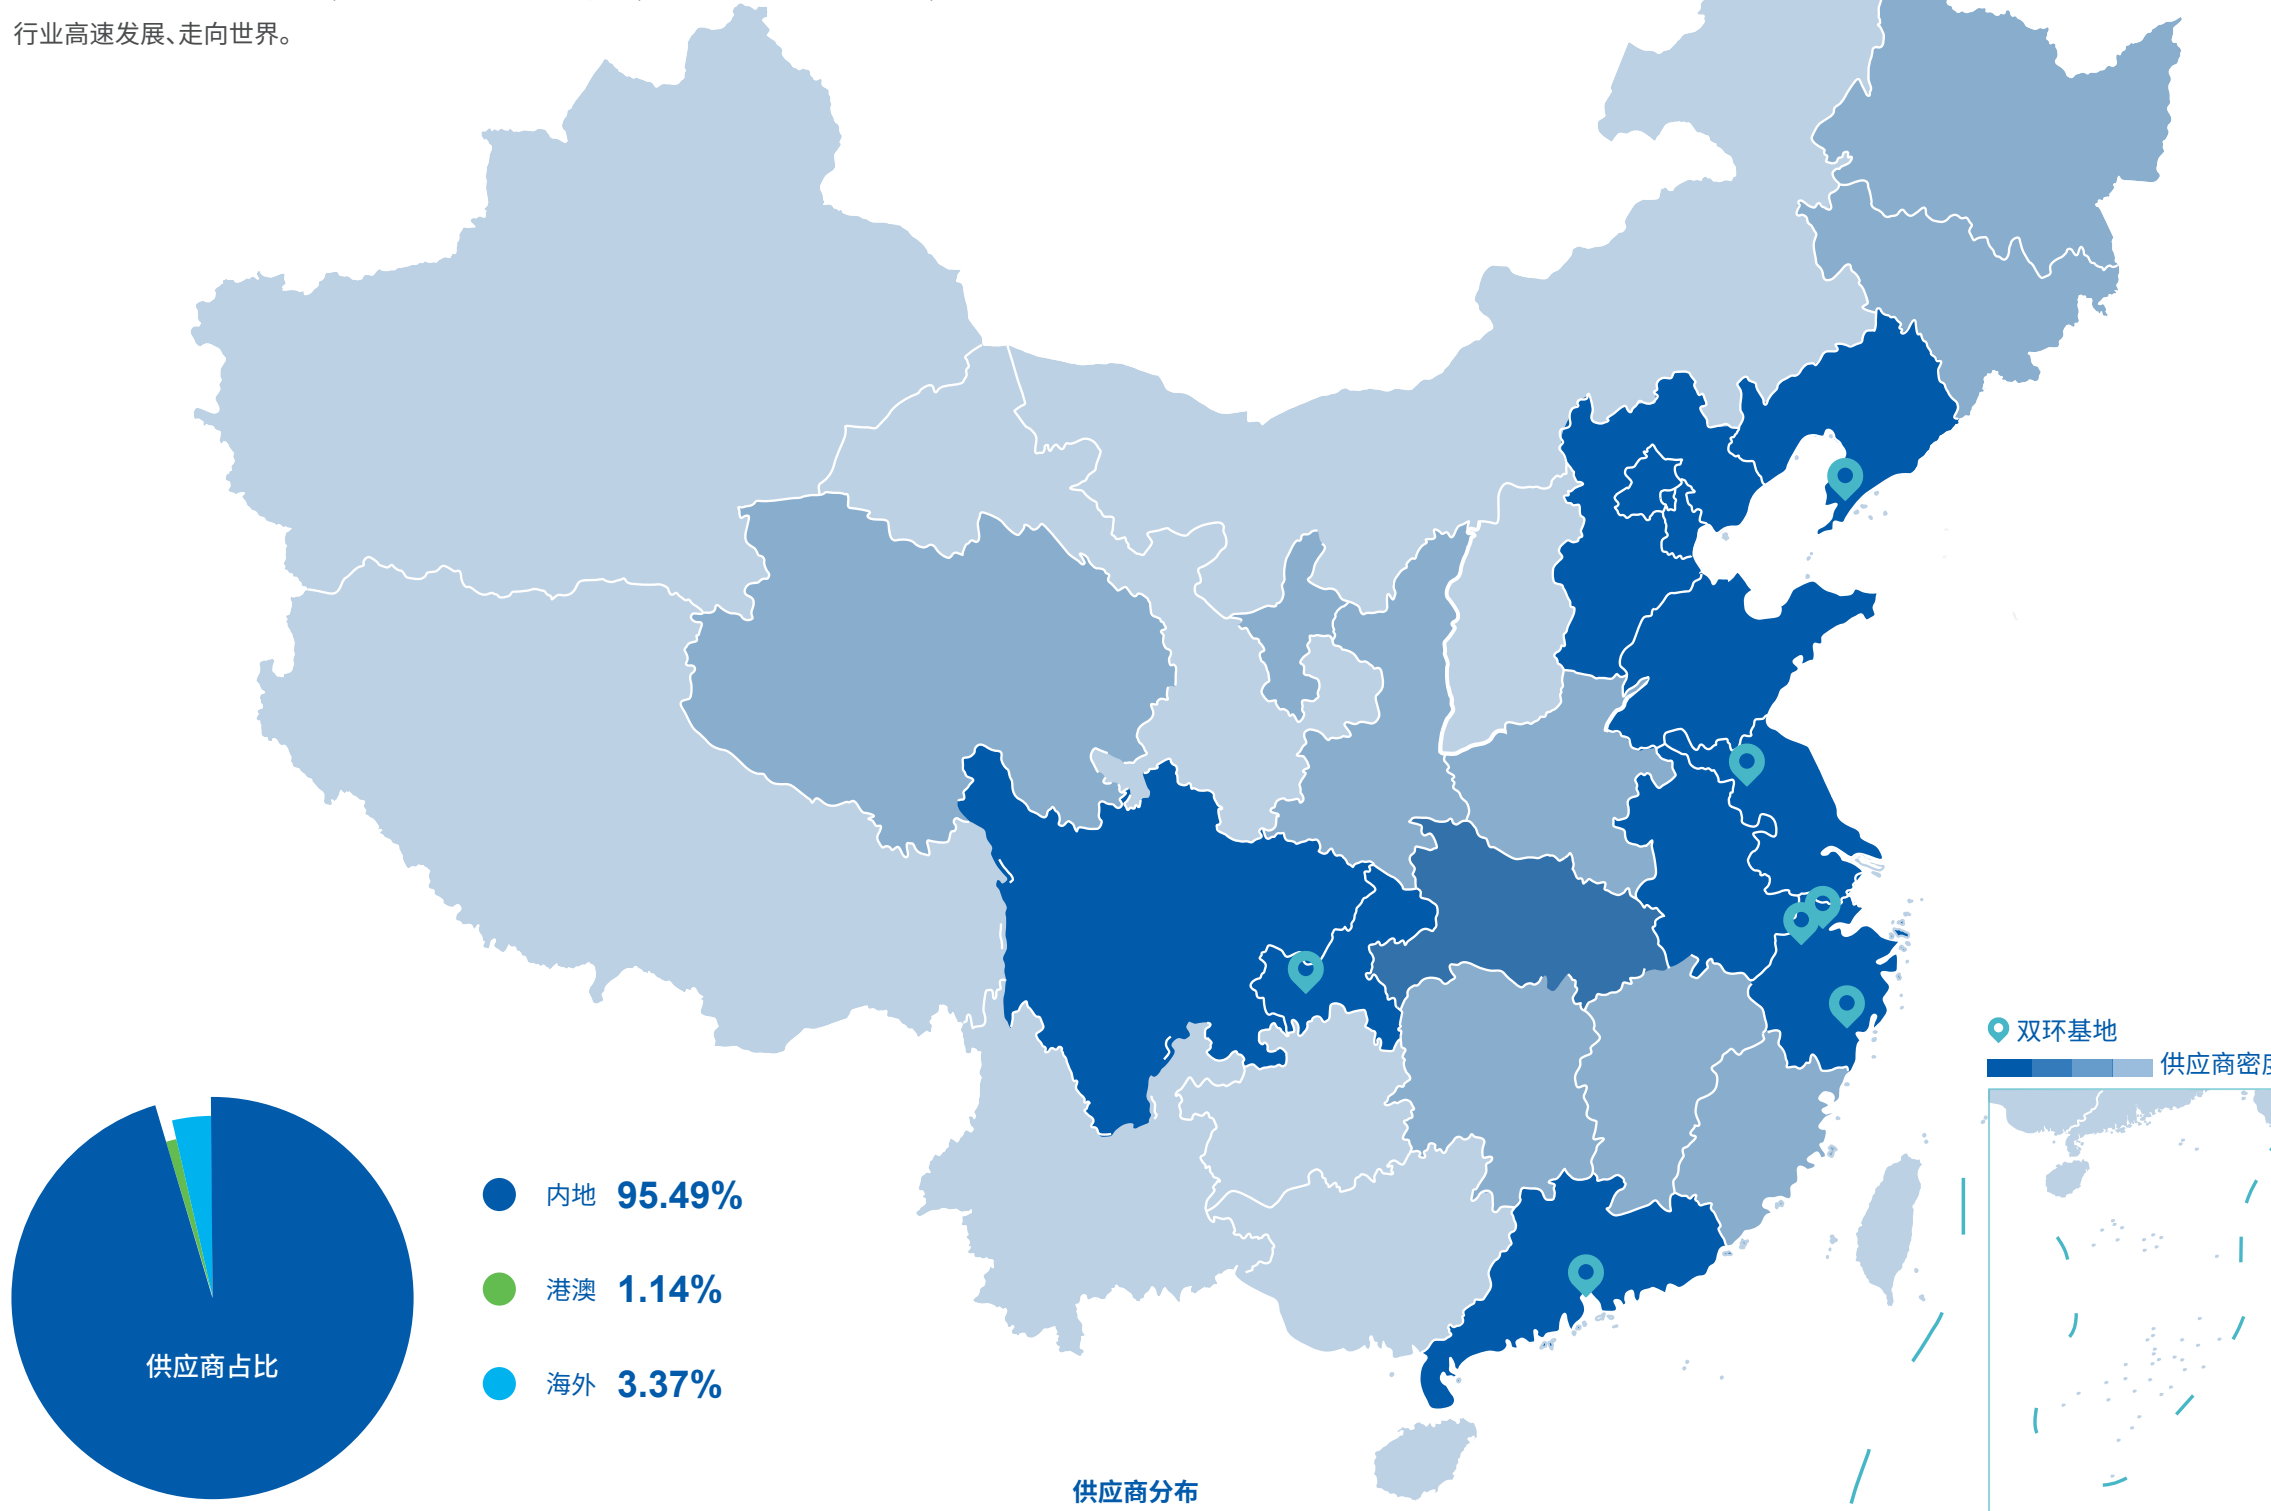 行业高速发展、走向世界。
双环基地
供应商密度
内地 95.49%
港澳 1.14%
海外 3.37%
供应商占比
供应商分布